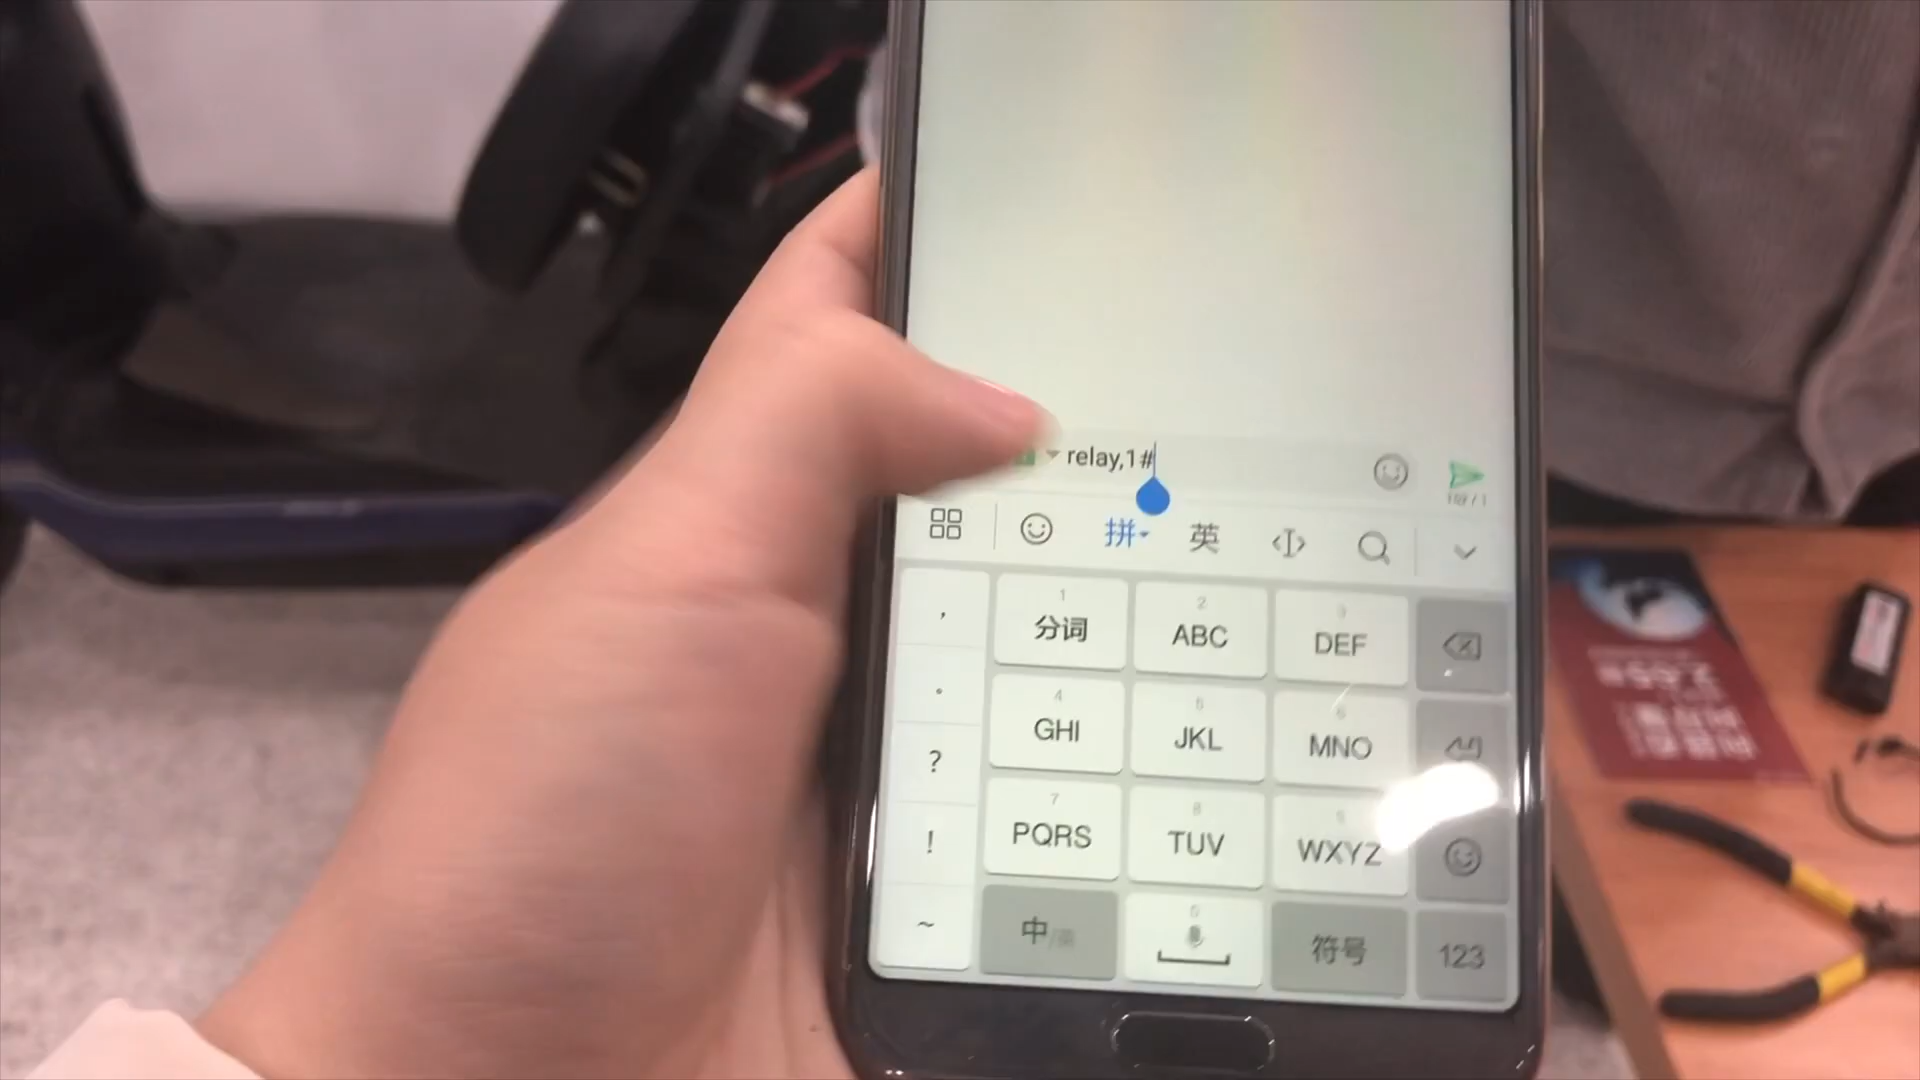 relay,1#
拼 英
, 1 分词 2 ABC 3 DEF
。 4 GHI 5 JKL 6 MNO
? 7 PQRS 8 TUV 9 WXYZ
! 
~ 中/英 0 符号 123